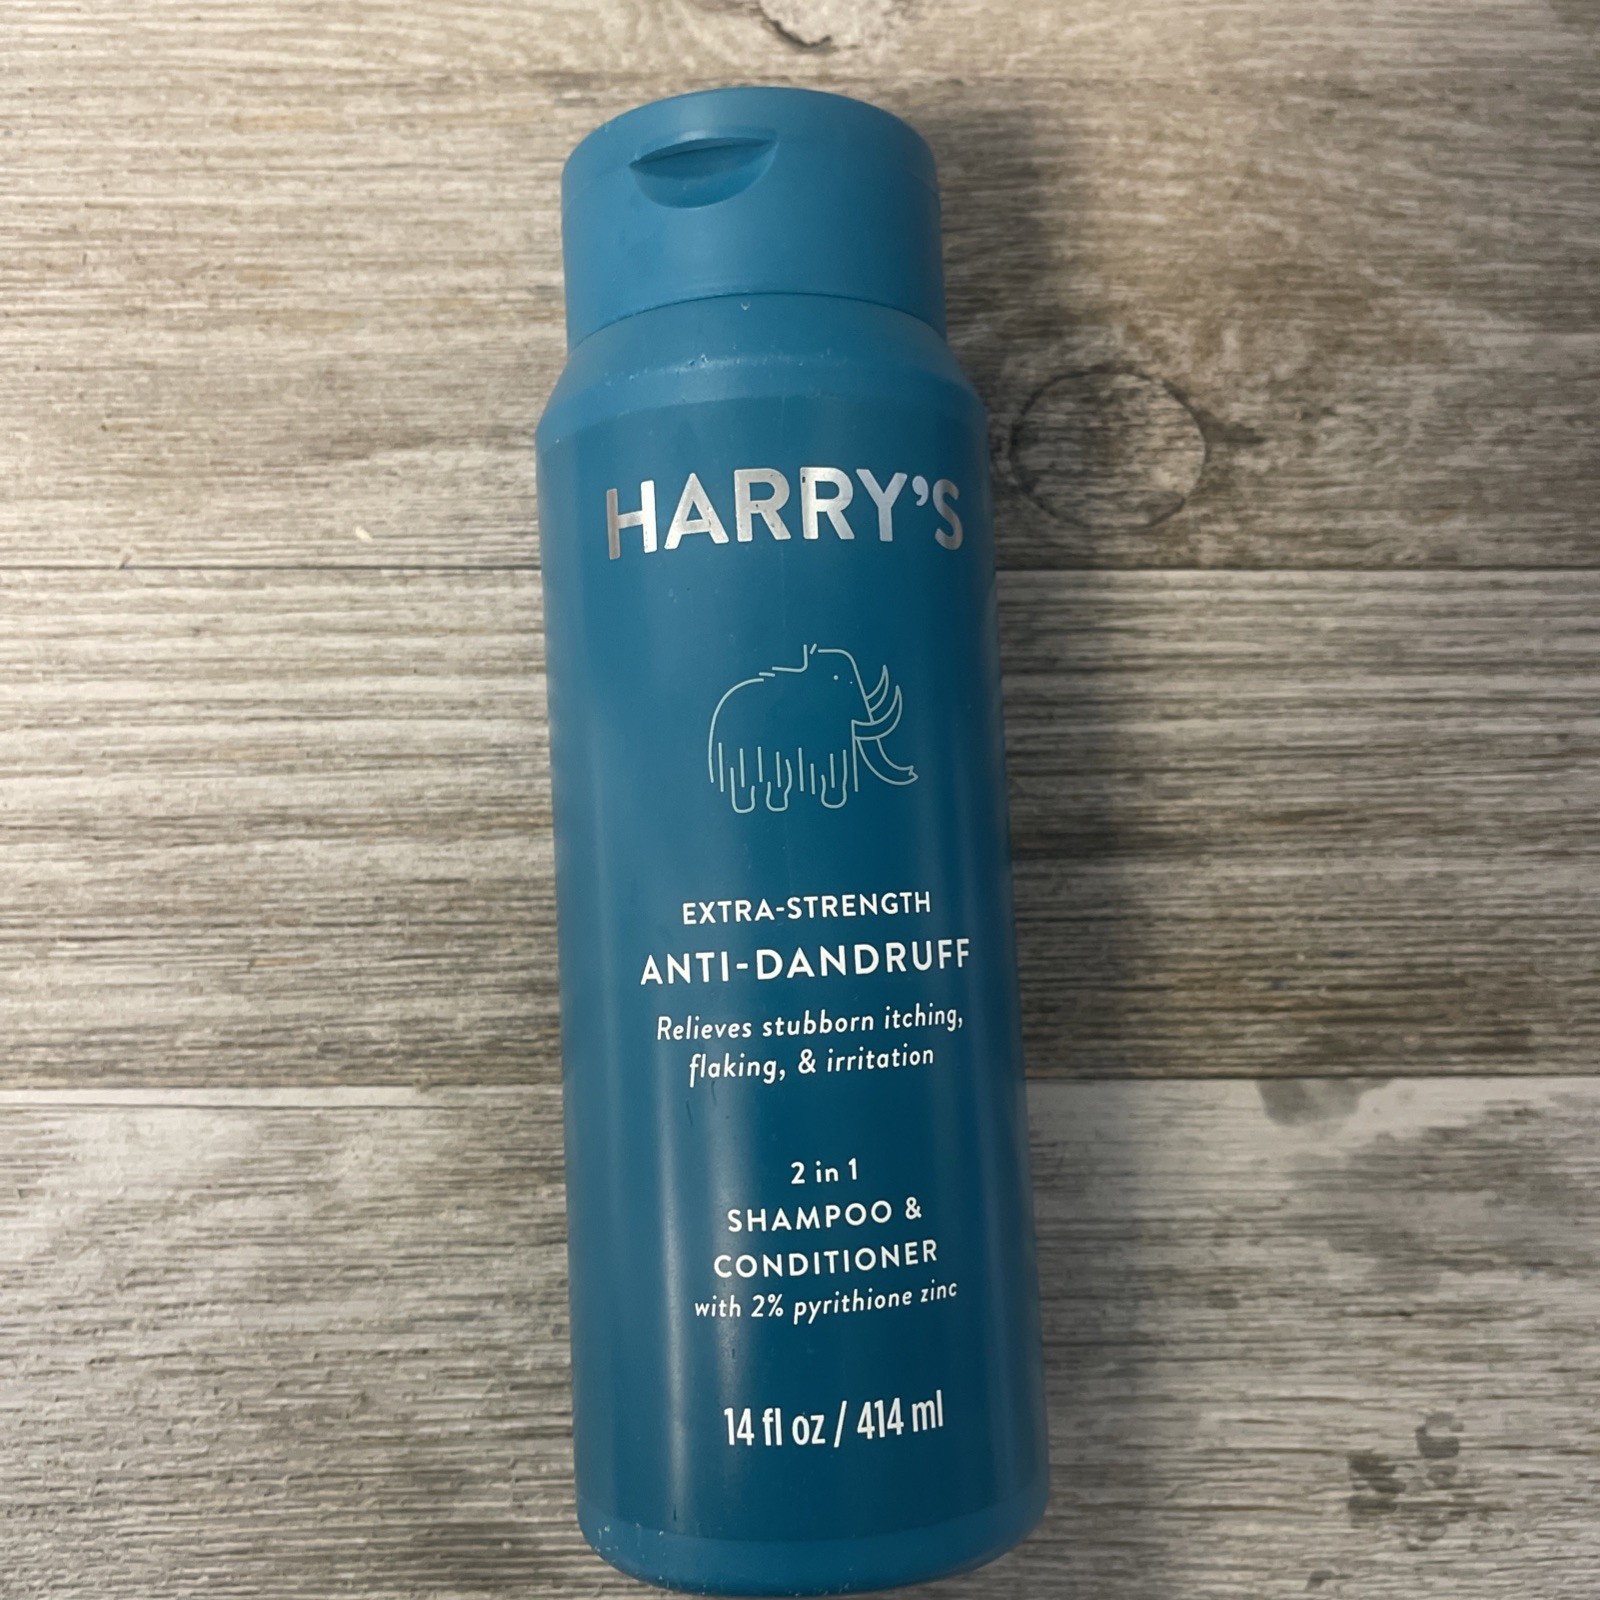 HARRY'S
EXTRA-STRENGTH
ANTI-DANDRUFF
Relieves stubborn itching,
flaking, & irritation
2 in 1
SHAMPOO &
CONDITIONER
with 2% pyrithione zinc
14 fl oz / 414 ml